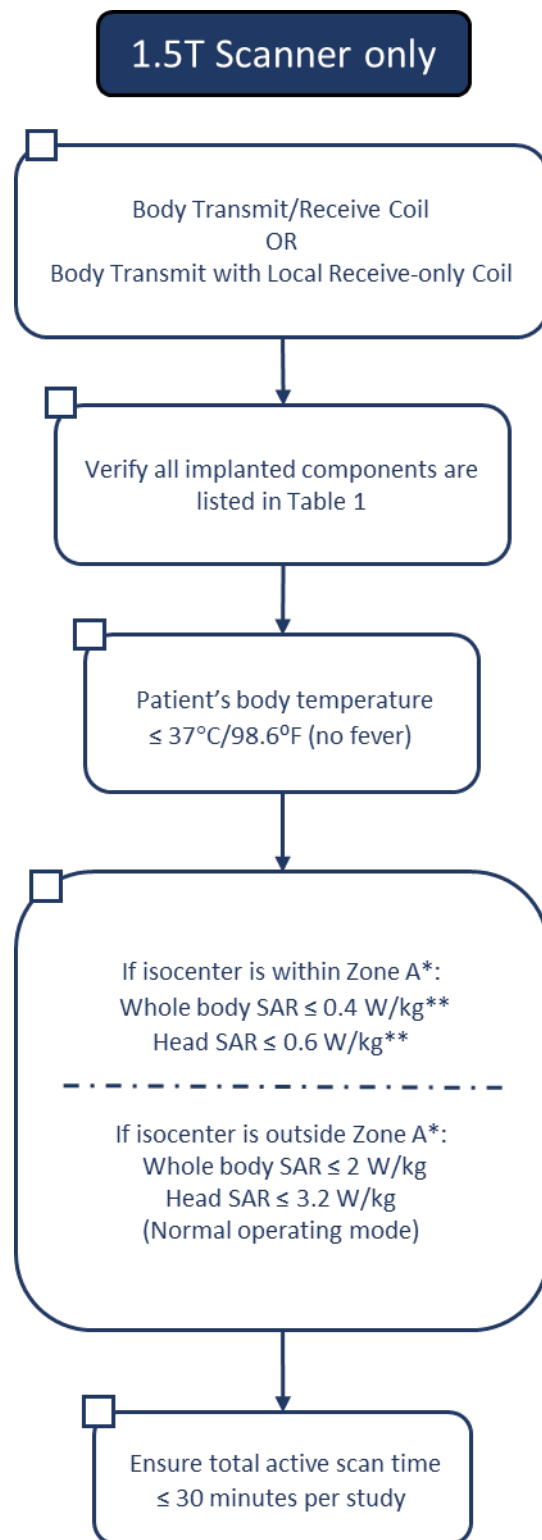 1.5T Scanner only
Body Transmit/Receive Coil
OR
Body Transmit with Local Receive-only Coil
Verify all implanted components are
listed in Table 1
Patient's body temperature
≤ 37°C/98.6⁰F (no fever)
If isocenter is within Zone A*:
Whole body SAR ≤ 0.4 W/kg**
Head SAR ≤ 0.6 W/kg**
If isocenter is outside Zone A*:
Whole body SAR ≤ 2 W/kg
Head SAR ≤ 3.2 W/kg
(Normal operating mode)
Ensure total active scan time
≤ 30 minutes per study